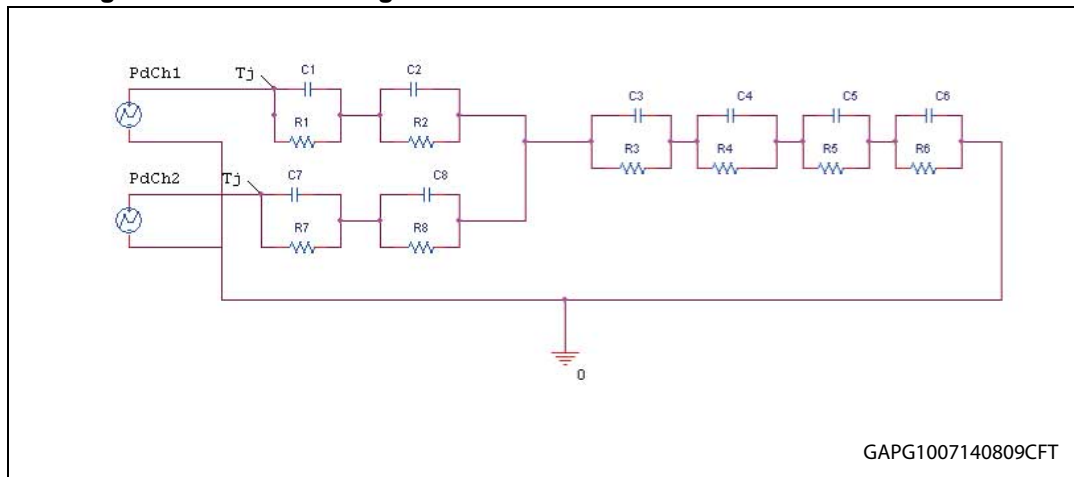 PdCh1
Tj
C1
C2
R1
R2
C3
C4
C5
C6
R3
R4
R5
R6
PdCh2
Tj
C7
C8
R7
R8
0
GAPG1007140809CFT